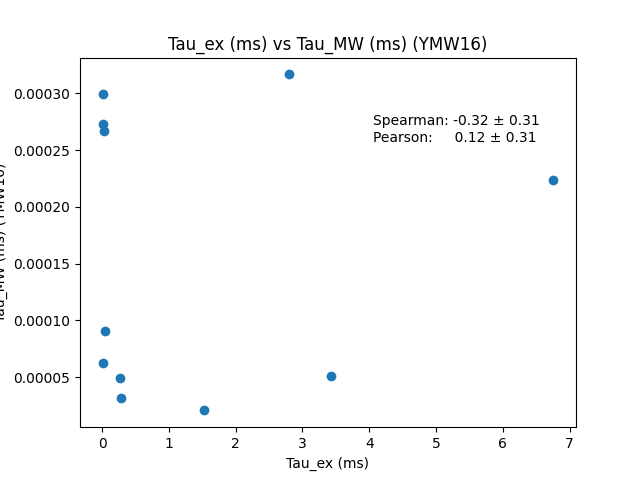 Tau_ex (ms) vs Tau_MW (ms) (YMW16)
0.00030
0.00025
0.00020
0.00015
0.00010
0.00005
Tau_MW (ms) (YMW16)
Spearman: -0.32 ± 0.31
Pearson: 0.12 ± 0.31
0 1 2 3 4 5 6 7
Tau_ex (ms)